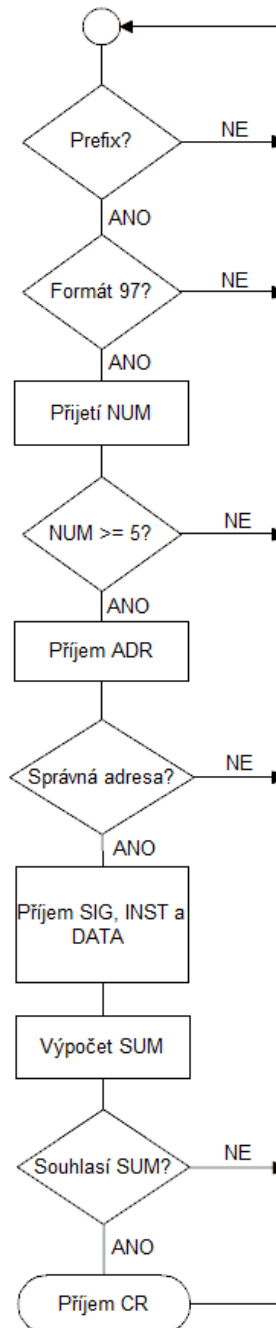 Prefix?
NE
ANO
Formát 97?
NE
ANO
Přijetí NUM
NUM >= 5?
NE
ANO
Příjem ADR
Správná adresa?
NE
ANO
Příjem SIG, INST a
DATA
Výpočet SUM
Souhlasí SUM?
NE
ANO
Příjem CR